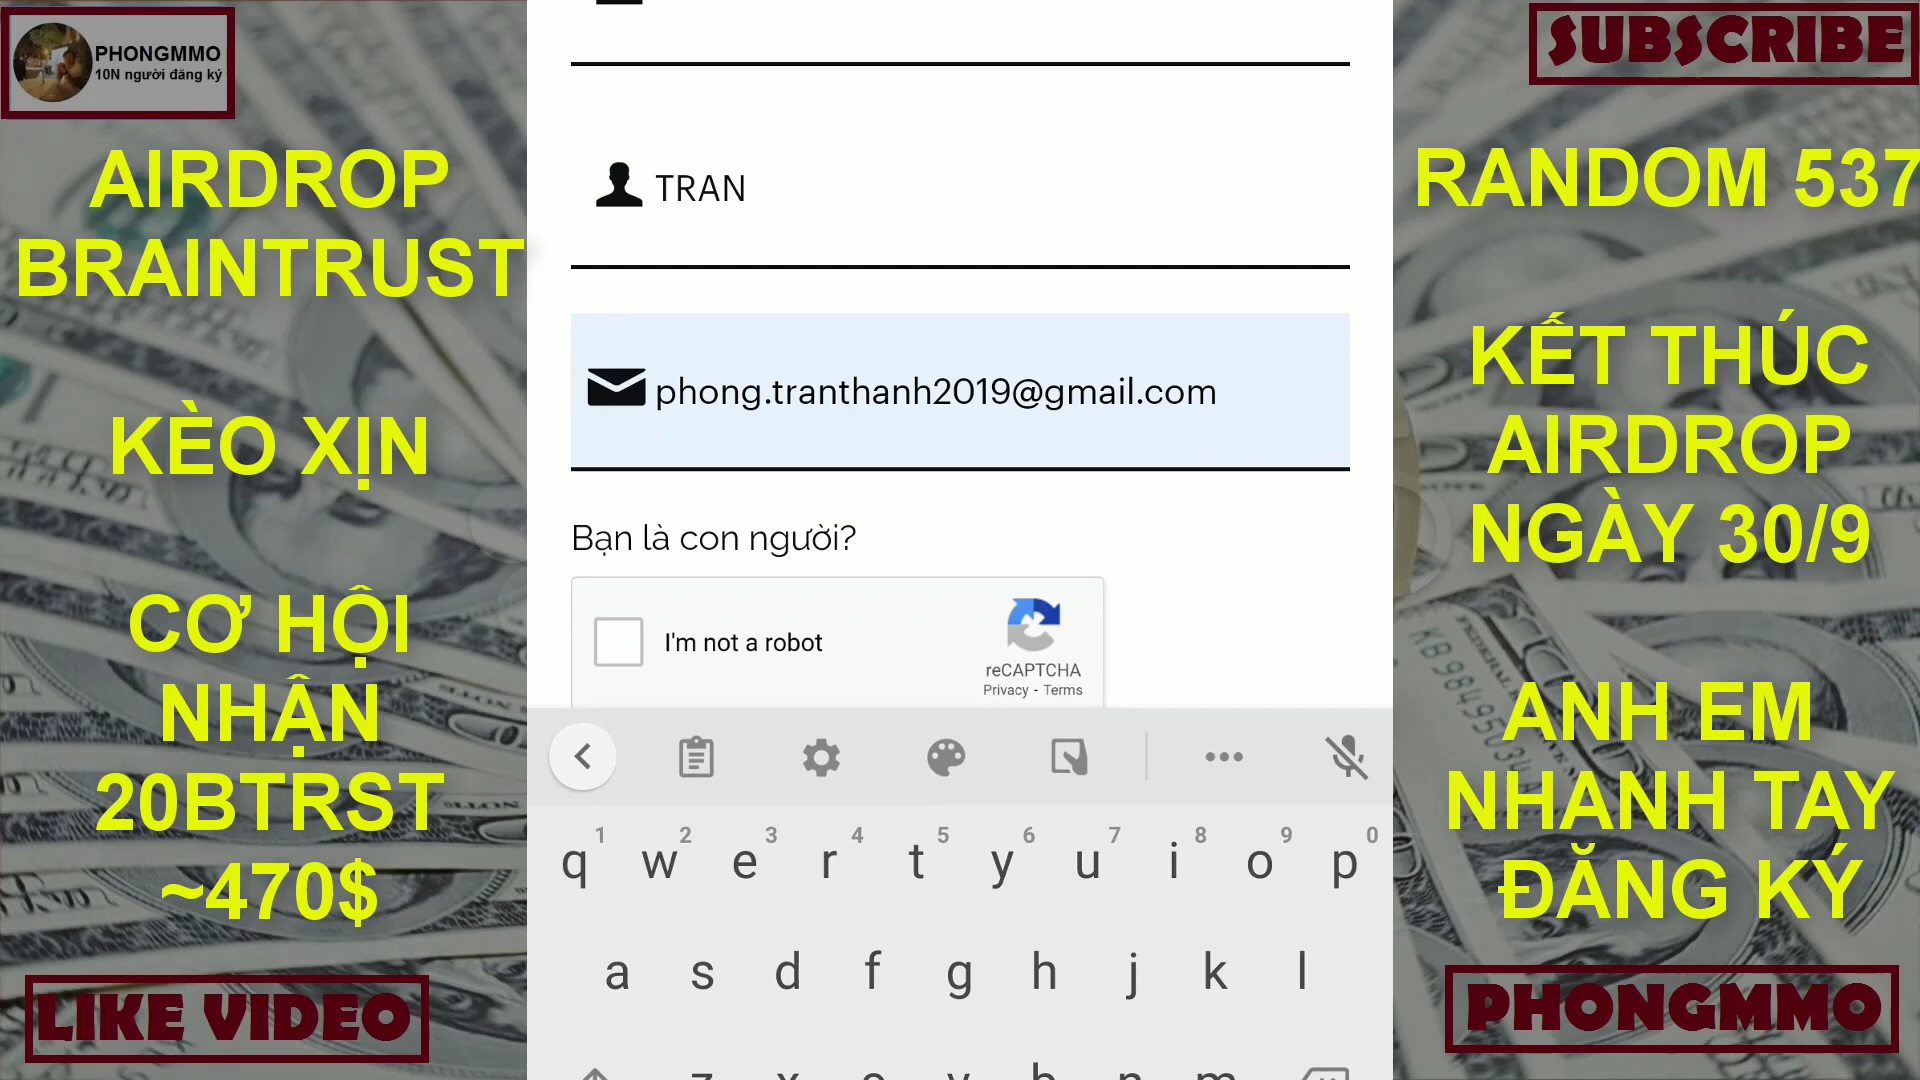 PHONGMMO
10N người đăng ký
AIRDROP
BRAINTRUST
KÈO XỊN
CƠ HỘI
NHẬN
20BTRST
~470$
LIKE VIDEO
TRAN
phong.tranthanh2019@gmail.com
Bạn là con người?
I'm not a robot
reCAPTCHA
Privacy - Terms
1 2 3 4 5 6 7 8 9 0
q w e r t y u i o p
a s d f g h j k l
z x c v b n m
SUBSCRIBE
RANDOM 537
KẾT THÚC
AIRDROP
NGÀY 30/9
ANH EM
NHANH TAY
ĐĂNG KÝ
PHONGMMO